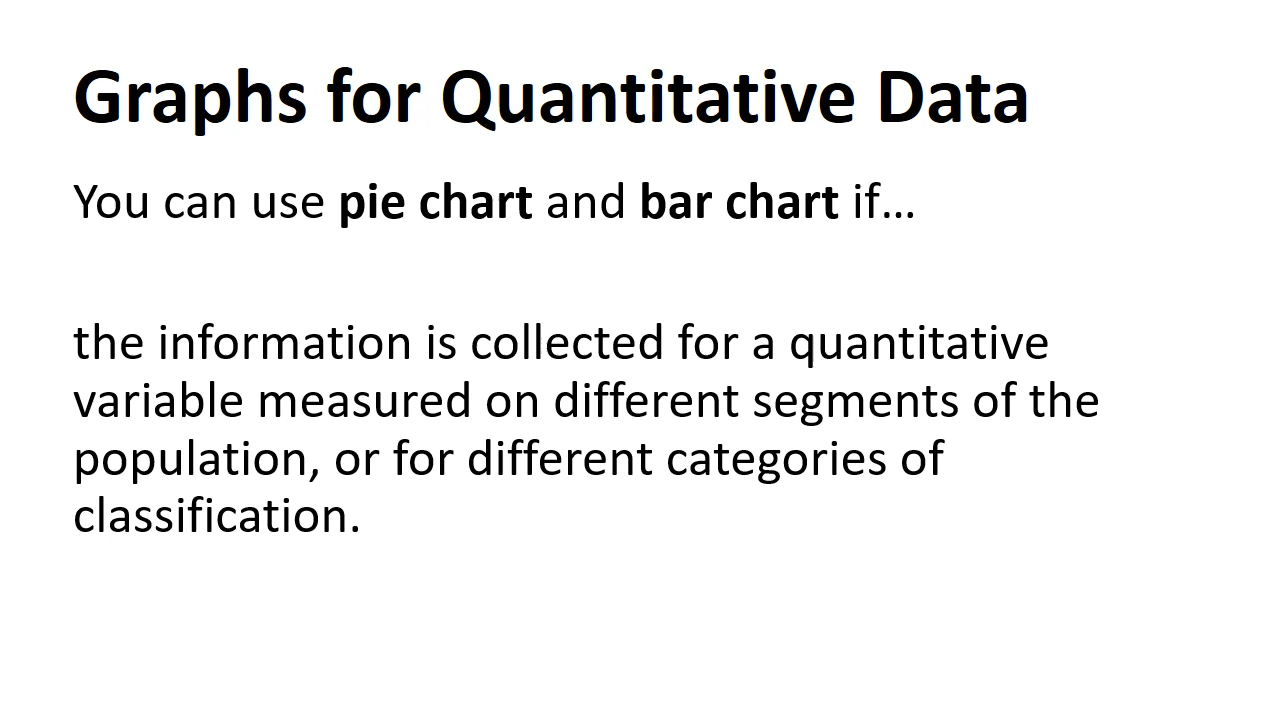 Graphs for Quantitative Data
You can use pie chart and bar chart if…
the information is collected for a quantitative
variable measured on different segments of the
population, or for different categories of
classification.